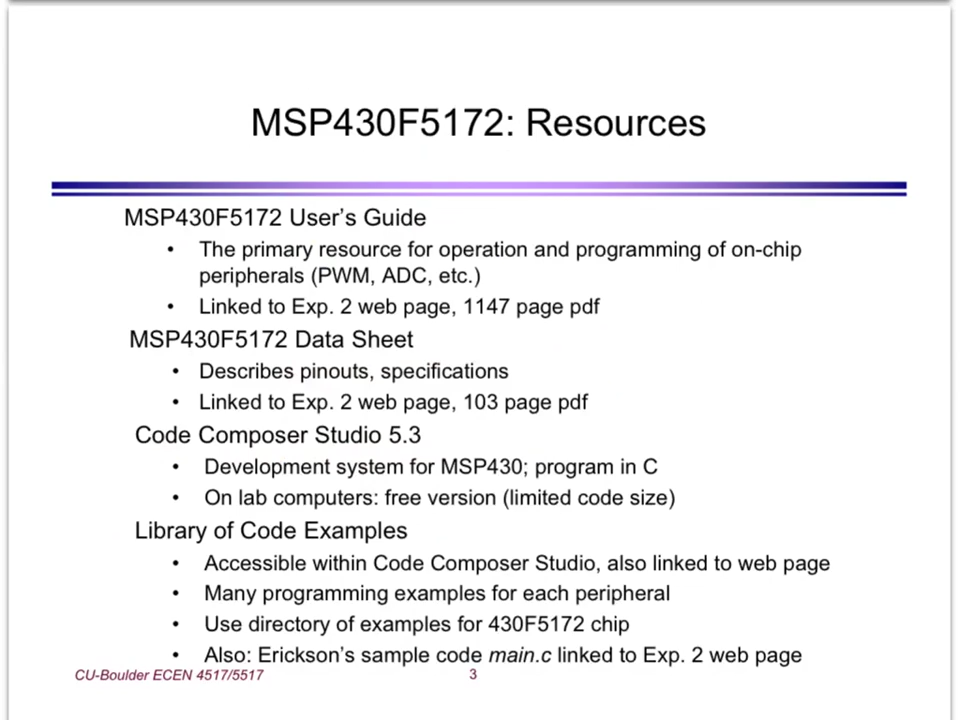 MSP430F5172: Resources
MSP430F5172 User's Guide
• The primary resource for operation and programming of on-chip
peripherals (PWM, ADC, etc.)
• Linked to Exp. 2 web page, 1147 page pdf
MSP430F5172 Data Sheet
• Describes pinouts, specifications
• Linked to Exp. 2 web page, 103 page pdf
Code Composer Studio 5.3
• Development system for MSP430; program in C
• On lab computers: free version (limited code size)
Library of Code Examples
• Accessible within Code Composer Studio, also linked to web page
• Many programming examples for each peripheral
• Use directory of examples for 430F5172 chip
• Also: Erickson's sample code main.c linked to Exp. 2 web page
CU-Boulder ECEN 4517/5517
3